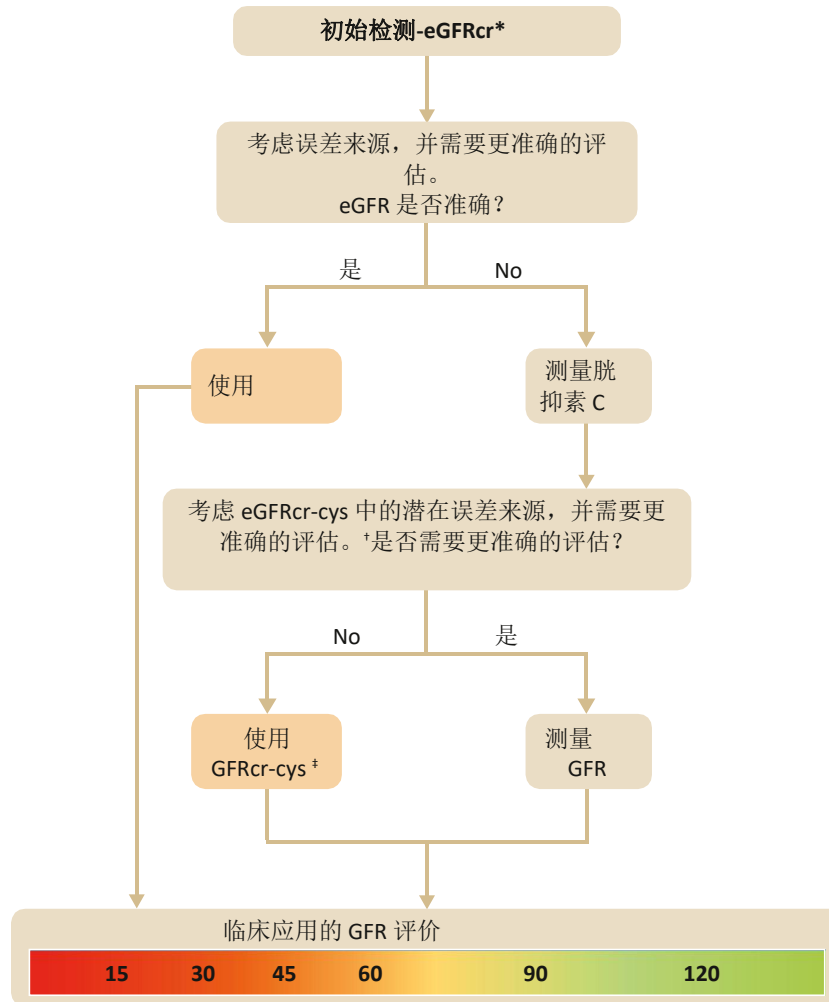 初始检测-eGFRcr*
考虑误差来源，并需要更准确的评
估。
eGFR 是否准确？
是
No
使用
测量胱
抑素 C
考虑 eGFRcr-cys 中的潜在误差来源，并需要更
准确的评估。†是否需要更准确的评估？
No
是
使用
GFRcr-cys ‡
测量
GFR
临床应用的 GFR 评价
15 30 45 60 90 120